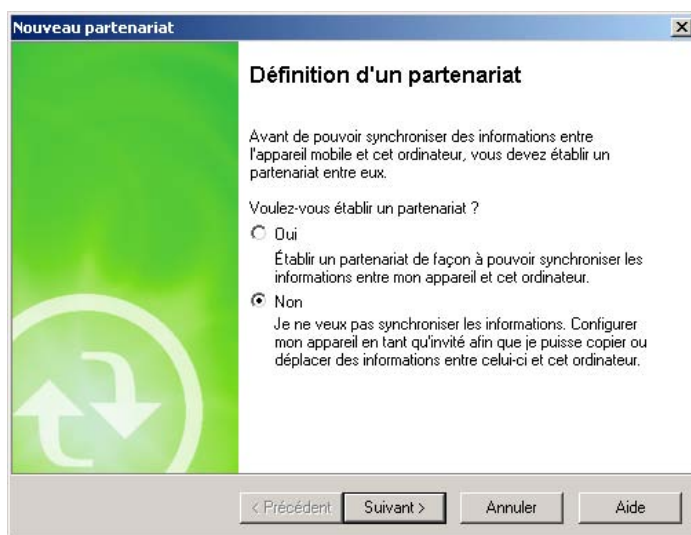 Nouveau partenariat
Définition d'un partenariat
Avant de pouvoir synchroniser des informations entre
l'appareil mobile et cet ordinateur, vous devez établir un
partenariat entre eux.
Voulez-vous établir un partenariat ?
Oui
Établir un partenariat de façon à pouvoir synchroniser les
informations entre mon appareil et cet ordinateur.
Non
Je ne veux pas synchroniser les informations. Configurer
mon appareil en tant qu'invité afin que je puisse copier ou
déplacer des informations entre celui-ci et cet ordinateur.
< Précédent Suivant > Annuler Aide